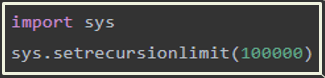 import sys
sys.setrecursionlimit(100000)